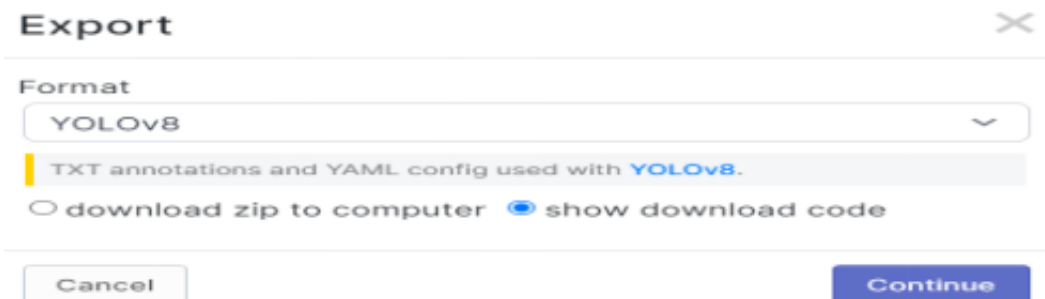 Export
Format
YOLOv8
TXT annotations and YAML config used with YOLOv8.
download zip to computer show download code
Cancel Continue